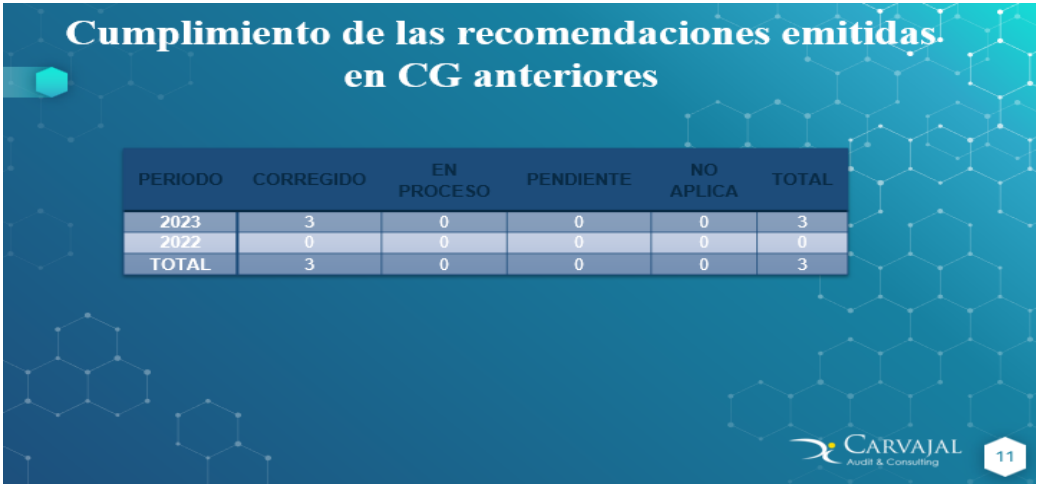 Cumplimiento de las recomendaciones emitidas.
en CG anteriores
PERIODO CORREGIDO EN PROCESO PENDIENTE NO APLICA TOTAL
2023 3 0 0 0 3
2022 0 0 0 0 0
TOTAL 3 0 0 0 3
CARVAJAL
Audit & Consulting
11